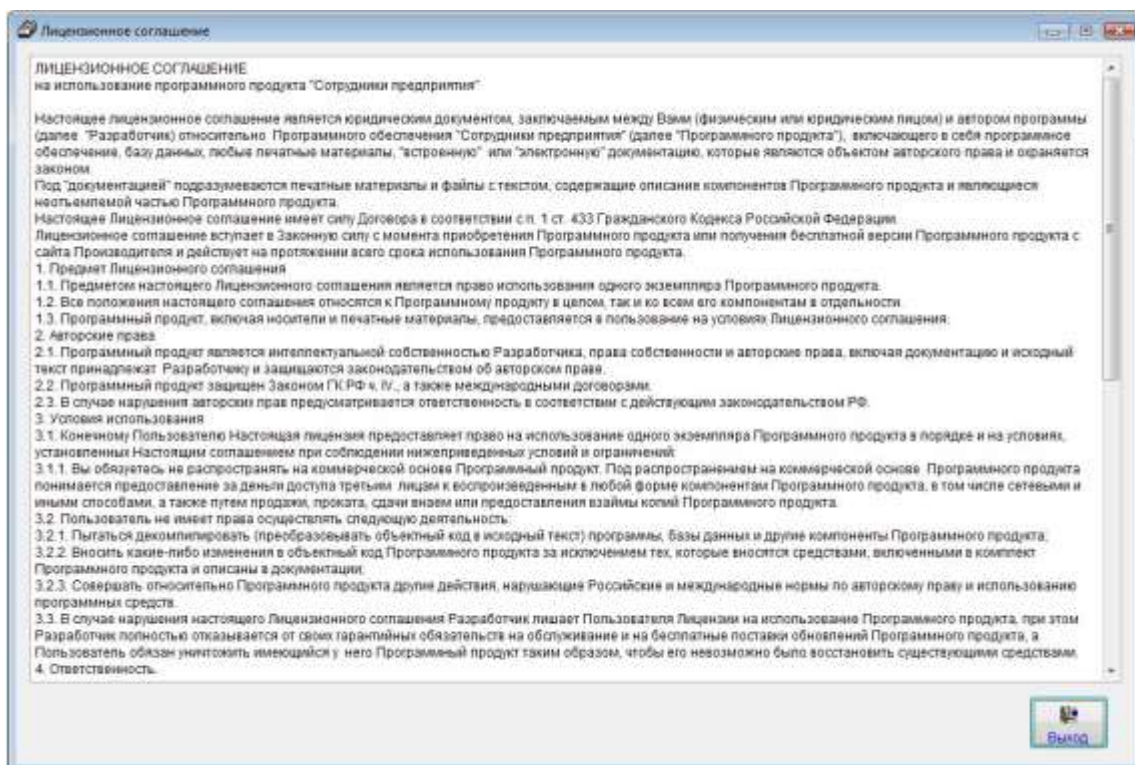 Лицензионное соглашение
ЛИЦЕНЗИОННОЕ СОГЛАШЕНИЕ
на использование программного продукта "Сотрудники предприятия"
Настоящее лицензионное соглашение является юридическим документом, заключаемым между Вами (физическим или юридическим лицом) и автором программы
(далее "Разработчик) относительно Программного обеспечения "Сотрудники предприятия" (далее "Программного продукта"), включающего в себя программное
обеспечение, базу данных, любые печатные материалы, "встроенную" или "электронную" документацию, которые являются объектом авторского права и охраняется
законом.
Под "документацией" подразумеваются печатные материалы и файлы с текстом, содержащие описание компонентов Программного продукта и являющиеся
неотъемлемой частью Программного продукта.
Настоящее Лицензионное соглашение имеет силу Договора в соответствии с п. 1 ст. 433 Гражданского Кодекса Российской Федерации.
Лицензионное соглашение вступает в Законную силу с момента приобретения Программного продукта или получения бесплатной версии Программного продукта с
сайта Производителя и действует на протяжении всего срока использования Программного продукта.
1. Предмет Лицензионного соглашения
1.1. Предметом настоящего Лицензионного соглашения является право использования одного экземпляра Программного продукта.
1.2. Все положения настоящего соглашения относятся к Программному продукту в целом, так и ко всем его компонентам в отдельности.
1.3. Программный продукт, включая носители и печатные материалы, предоставляется в пользование на условиях Лицензионного соглашения.
2. Авторские права
2.1. Программный продукт является интеллектуальной собственностью Разработчика, права собственности и авторские права, включая документацию и исходный
текст принадлежат Разработчику и защищаются законодательством об авторском праве.
2.2. Программный продукт защищен Законом ГК РФ ч. IV., а также международными договорами.
2.3. В случае нарушения авторских прав предусматривается ответственность в соответствии с действующим законодательством РФ.
3. Условия использования
3.1. Конечному Пользователю Настоящая лицензия предоставляет право на использование одного экземпляра Программного продукта в порядке и на условиях,
установленных Настоящим соглашением при соблюдении нижеприведенных условий и ограничений:
3.1.1. Вы обязуетесь не распространять на коммерческой основе Программный продукт. Под распространением на коммерческой основе Программного продукта
понимается предоставление за деньги доступа третьим лицам к воспроизведенным в любой форме компонентам Программного продукта, в том числе сетевыми и
иными способами, а также путем продажи, проката, сдачи внаем или предоставления взаймы копий Программного продукта.
3.2. Пользователь не имеет права осуществлять следующую деятельность:
3.2.1. Пытаться декомпилировать (преобразовывать объектный код в исходный текст) программы, базы данных и другие компоненты Программного продукта;
3.2.2. Вносить какие-либо изменения в объектный код Программного продукта за исключением тех, которые вносятся средствами, включенными в комплект
Программного продукта и описаны в документации;
3.2.3. Совершать относительно Программного продукта другие действия, нарушающие Российские и международные нормы по авторскому праву и использованию
программных средств.
3.3. В случае нарушения настоящего Лицензионного соглашения Разработчик лишает Пользователя Лицензии на использование Программного продукта, при этом
Разработчик полностью отказывается от своих гарантийных обязательств на обслуживание и на бесплатные поставки обновлений Программного продукта, а
Пользователь обязан уничтожить имеющийся у него Программный продукт таким образом, чтобы его невозможно было восстановить существующими средствами.
4. Ответственность.
Выход